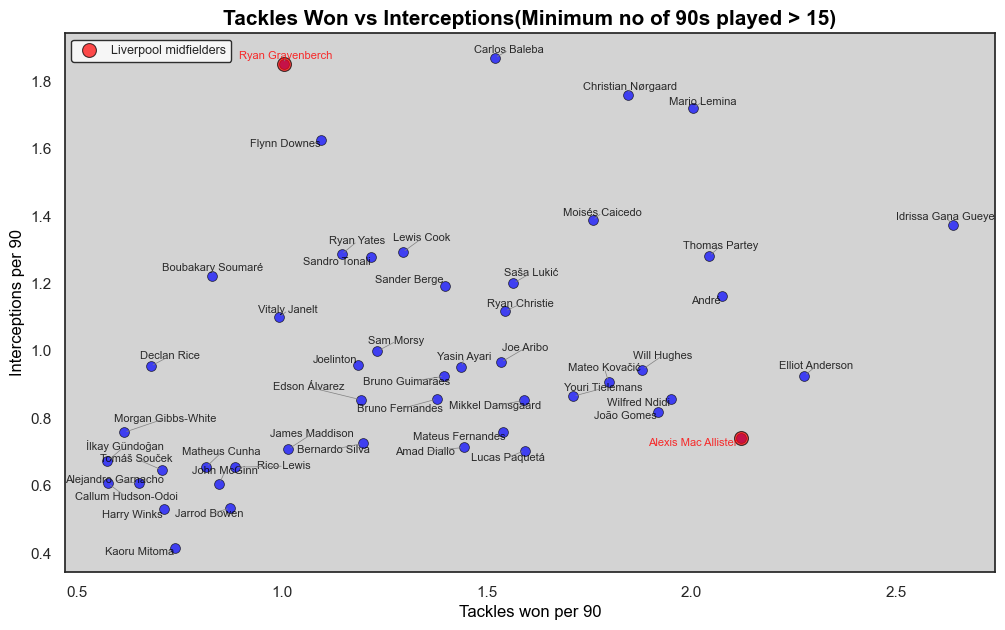 Tackles Won vs Interceptions(Minimum no of 90s played > 15)
Liverpool midfielders
Ryan Gravenberch
Carlos Baleba
Christian Nørgaard
Mario Lemina
Flynn Downes
Idrissa Gana Gueye
Moisés Caicedo
Ryan Yates
Lewis Cook
Thomas Partey
Sandro Tonali
Boubakary Soumaré
Sander Berge
Saša Lukić
André
Ryan Christie
Vitaly Janelt
Sam Morsy
Joe Aribo
Declan Rice
Joelinton
Yasin Ayari
Will Hughes
Mateo Kovačić
Elliot Anderson
Bruno Guimarães
Edson Álvarez
Youri Tielemans
Bruno Fernandes
Mikkel Damsgaard
Wilfred Ndidi
João Gomes
Morgan Gibbs-White
James Maddison
Mateus Fernandes
Alexis Mac Allister
İlkay Gündoğan
Matheus Cunha
Bernardo Silva
Amad Diallo
Lucas Paquetá
Tomáš Souček
Rico Lewis
John McGinn
Alejandro Garnacho
Callum Hudson-Odoi
Harry Winks
Jarrod Bowen
Kaoru Mitoma
1.8
1.6
1.4
1.2
1.0
0.8
0.6
0.4
Interceptions per 90
0.5
1.0
1.5
2.0
2.5
Tackles won per 90